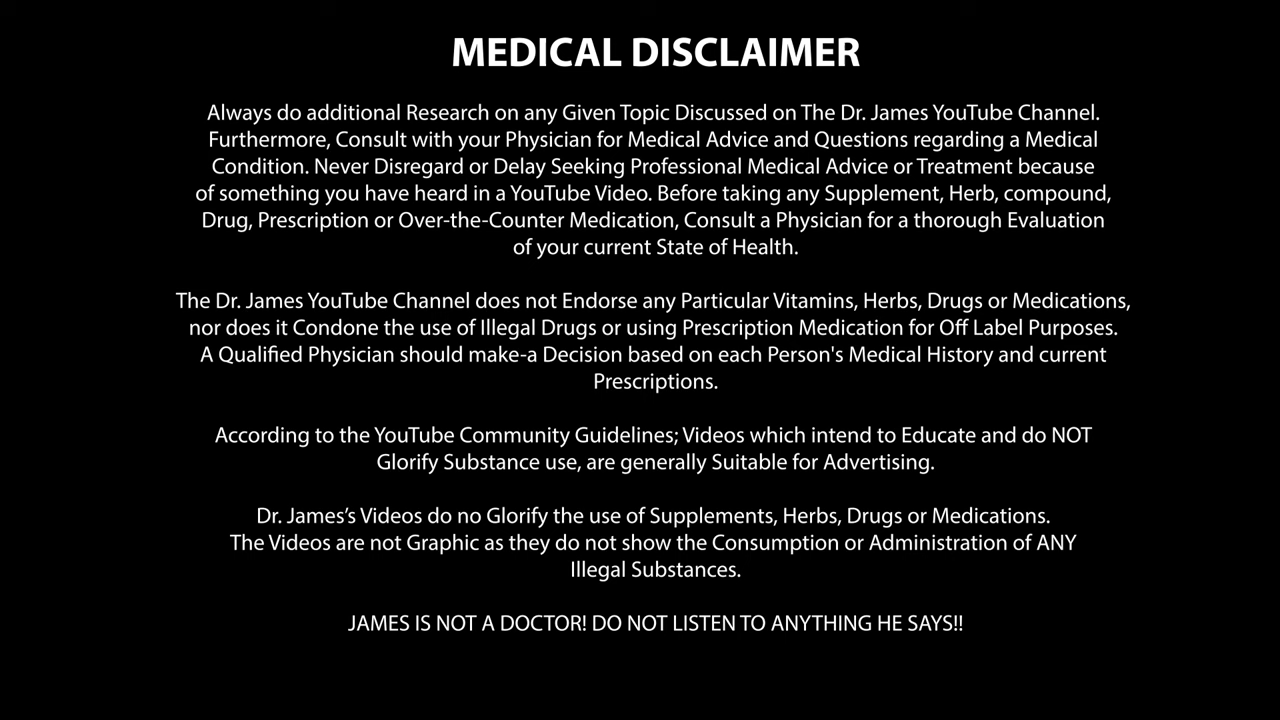 MEDICAL DISCLAIMER
Always do additional Research on any Given Topic Discussed on The Dr. James YouTube Channel.
Furthermore, Consult with your Physician for Medical Advice and Questions regarding a Medical
Condition. Never Disregard or Delay Seeking Professional Medical Advice or Treatment because
of something you have heard in a YouTube Video. Before taking any Supplement, Herb, compound,
Drug, Prescription or Over-the-Counter Medication, Consult a Physician for a thorough Evaluation
of your current State of Health.
The Dr. James YouTube Channel does not Endorse any Particular Vitamins, Herbs, Drugs or Medications,
nor does it Condone the use of Illegal Drugs or using Prescription Medication for Off Label Purposes.
A Qualified Physician should make-a Decision based on each Person's Medical History and current
Prescriptions.
According to the YouTube Community Guidelines; Videos which intend to Educate and do NOT
Glorify Substance use, are generally Suitable for Advertising.
Dr. James’s Videos do no Glorify the use of Supplements, Herbs, Drugs or Medications.
The Videos are not Graphic as they do not show the Consumption or Administration of ANY
Illegal Substances.
JAMES IS NOT A DOCTOR! DO NOT LISTEN TO ANYTHING HE SAYS!!